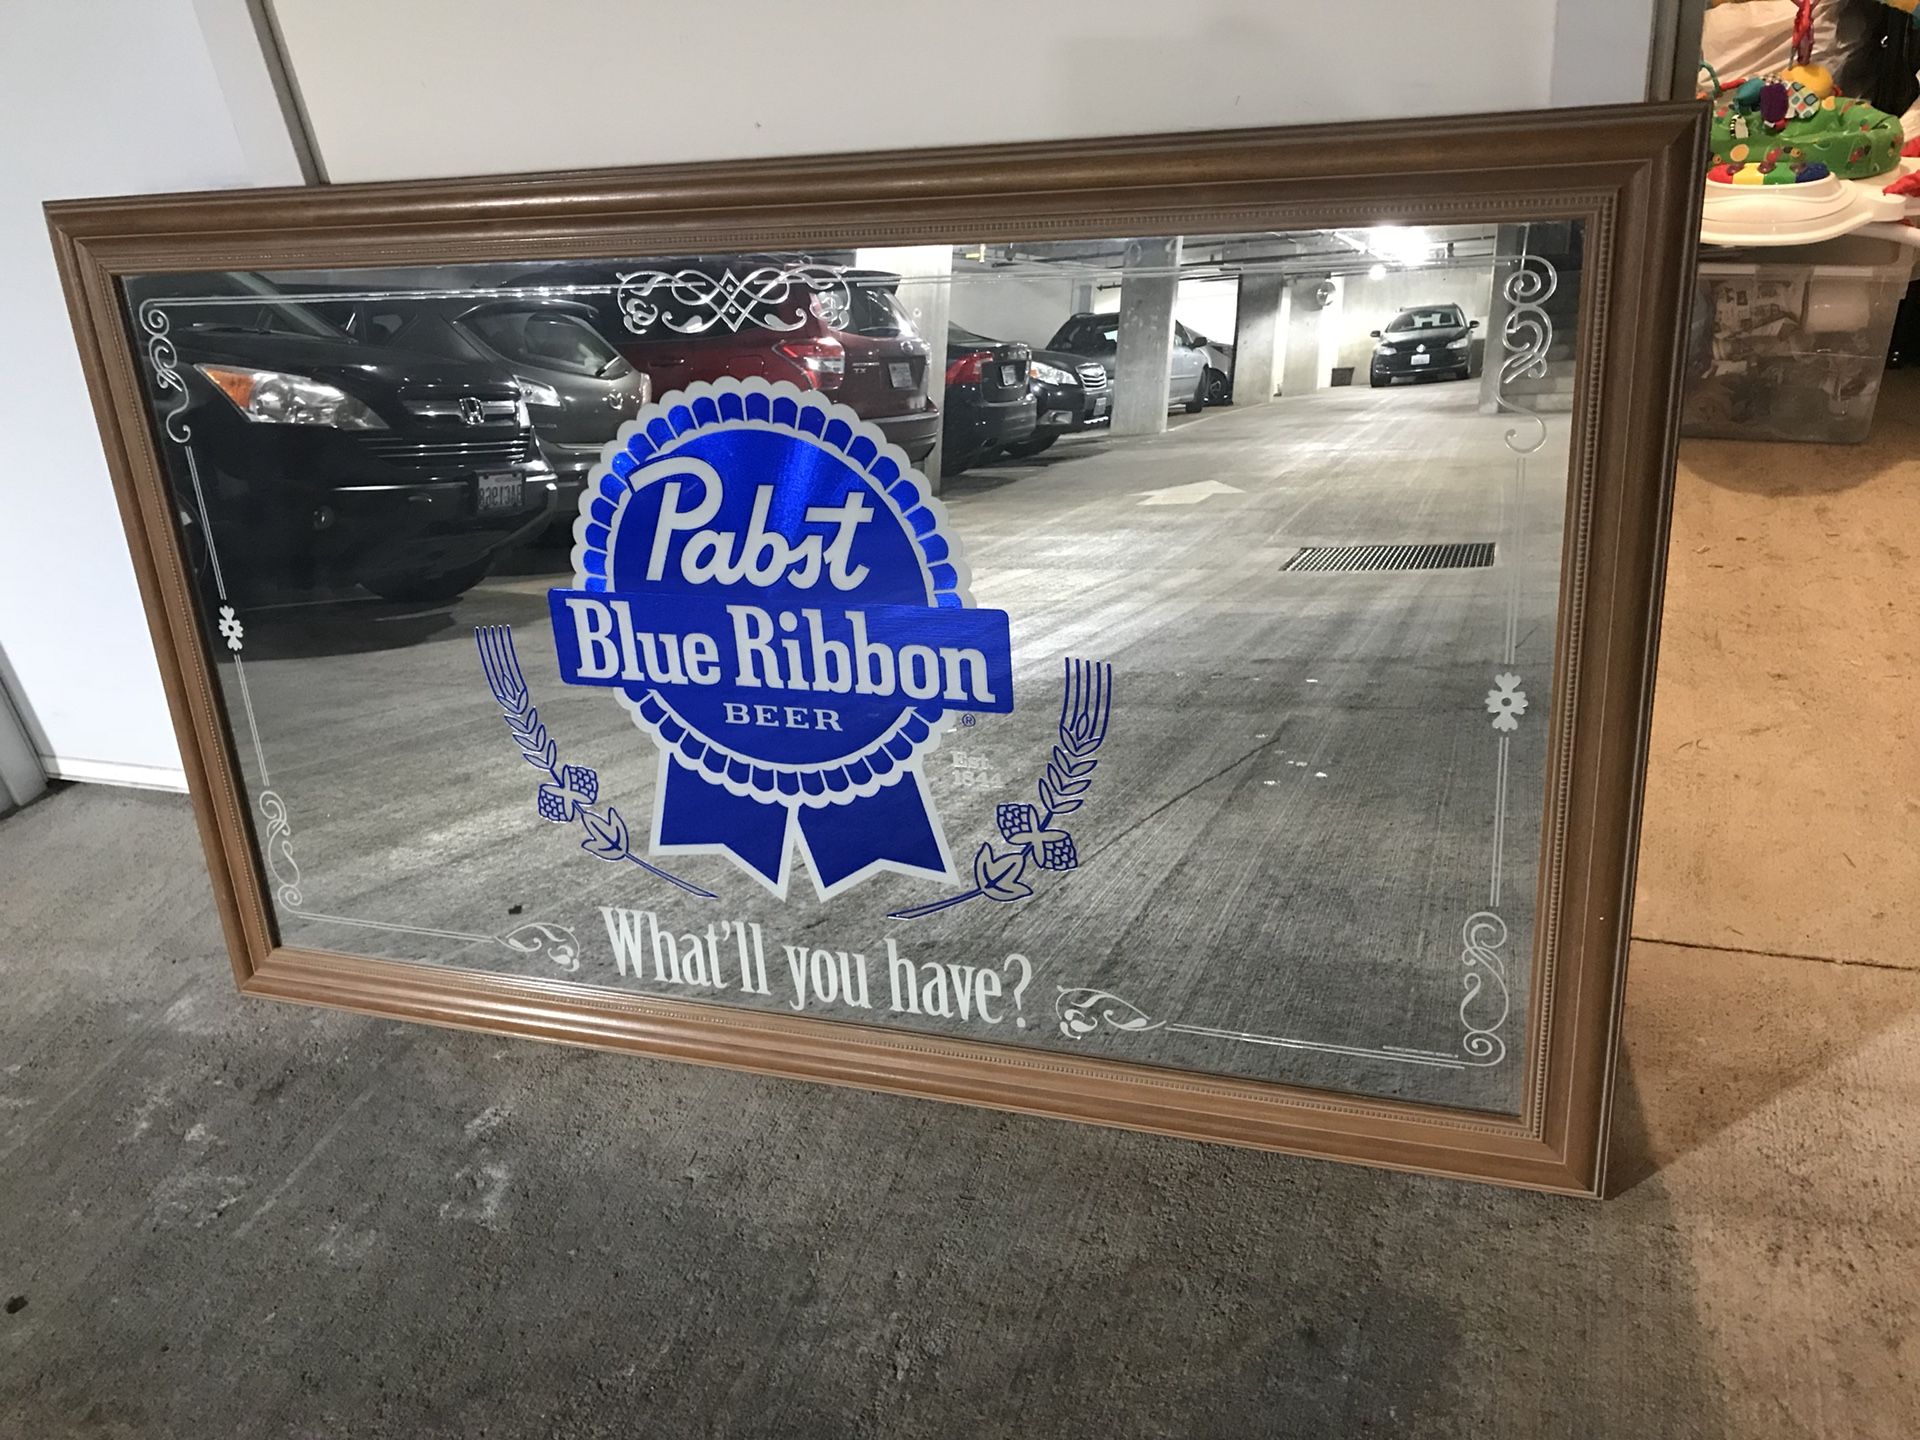 Pabst
Blue Ribbon
BEER
®
Est.
1844
What'll you have?